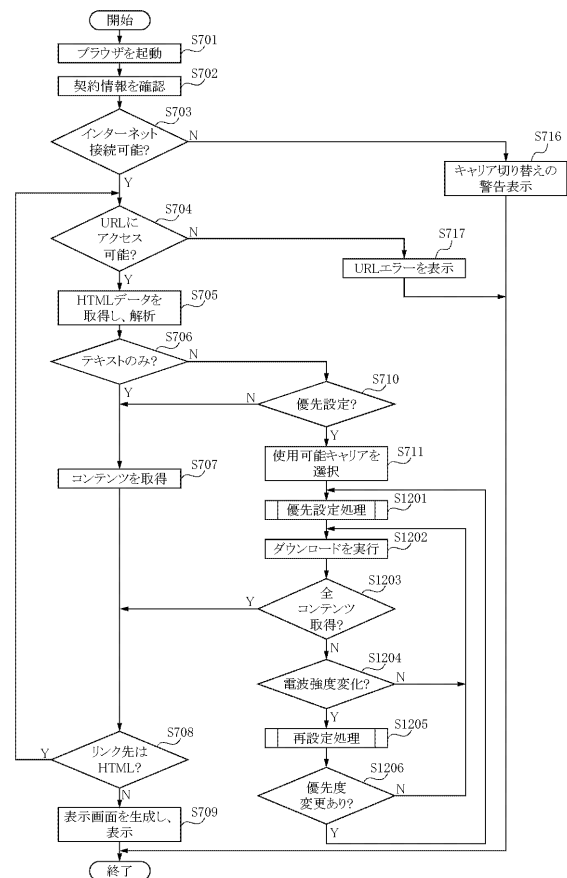 開始
S701
ブラウザを起動
S702
契約情報を確認
S703
インターネット
接続可能?
N
Y
S716
キャリア切り替えの
警告表示
S704
URLに
アクセス
可能?
N
Y
S717
URLエラーを表示
S705
HTMLデータを
取得し、解析
S706
テキストのみ?
N
Y
S710
優先設定?
N
Y
S711
使用可能キャリアを
選択
S707
コンテンツを取得
S1201
優先設定処理
S1202
ダウンロードを実行
S1203
全
コンテンツ
取得?
Y
N
S1204
電波強度変化?
N
Y
S1205
再設定処理
S1206
優先度
変更あり?
N
Y
S708
リンク先は
HTML?
Y
N
S709
表示画面を生成し、
表示
終了